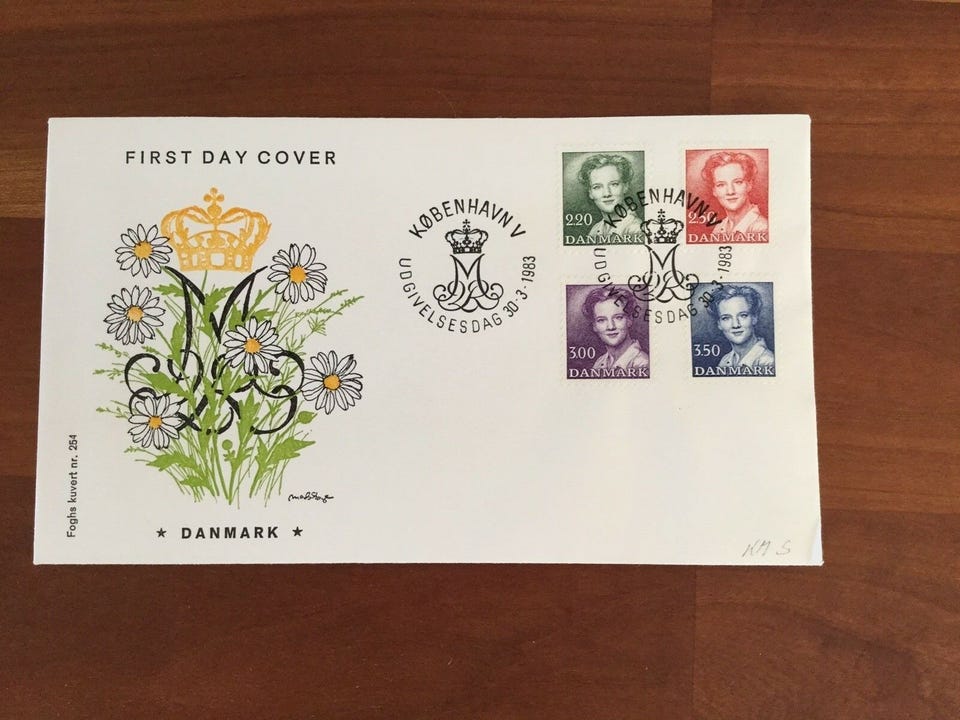 FIRST DAY COVER
KØBENHAVN V
UDGIVELSESDAG 30-3-1983
2.20
DANMARK
2.50
DANMARK
KØBENHAVN V
UDGIVELSESDAG 30-3-1983
3.00
DANMARK
3.50
DANMARK
Foghs kuvert nr. 254
★ DANMARK ★
KM S